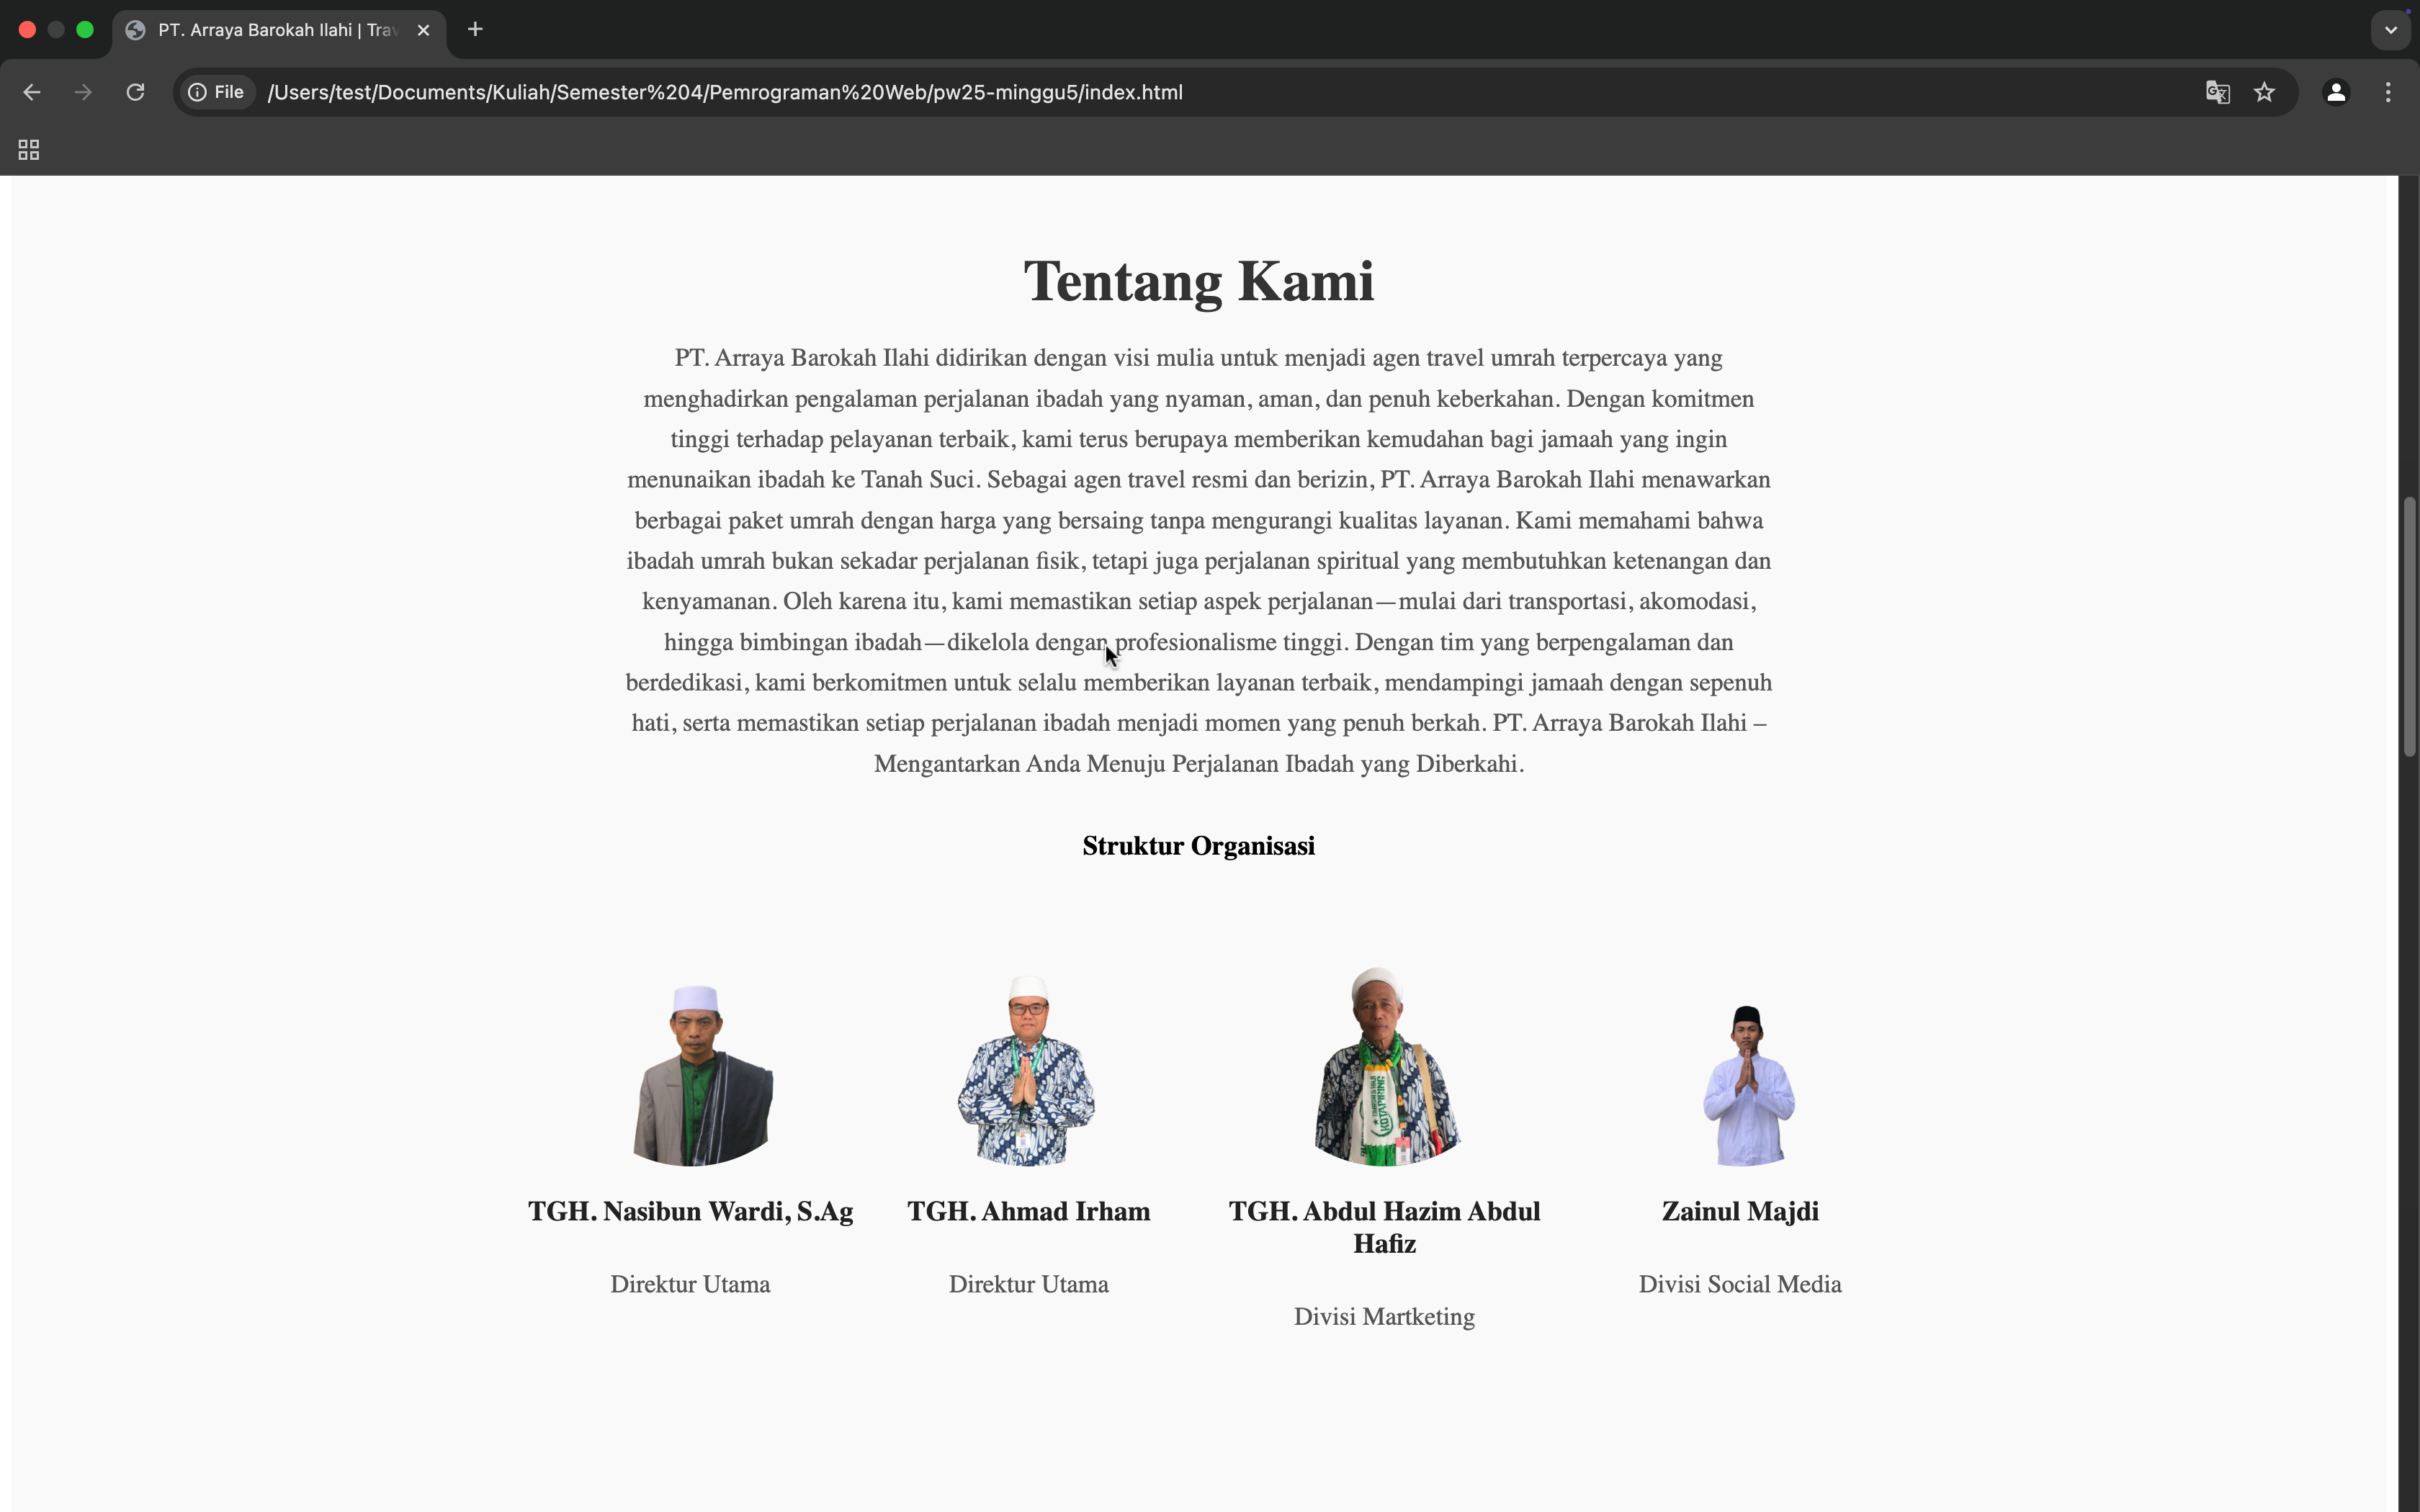 PT. Arraya Barokah Ilahi | Trav
File
/Users/test/Documents/Kuliah/Semester%204/Pemrograman%20Web/pw25-minggu5/index.html
Tentang Kami
PT. Arraya Barokah Ilahi didirikan dengan visi mulia untuk menjadi agen travel umrah terpercaya yang
menghadirkan pengalaman perjalanan ibadah yang nyaman, aman, dan penuh keberkahan. Dengan komitmen
tinggi terhadap pelayanan terbaik, kami terus berupaya memberikan kemudahan bagi jamaah yang ingin
menunaikan ibadah ke Tanah Suci. Sebagai agen travel resmi dan berizin, PT. Arraya Barokah Ilahi menawarkan
berbagai paket umrah dengan harga yang bersaing tanpa mengurangi kualitas layanan. Kami memahami bahwa
ibadah umrah bukan sekadar perjalanan fisik, tetapi juga perjalanan spiritual yang membutuhkan ketenangan dan
kenyamanan. Oleh karena itu, kami memastikan setiap aspek perjalanan—mulai dari transportasi, akomodasi,
hingga bimbingan ibadah—dikelola dengan profesionalisme tinggi. Dengan tim yang berpengalaman dan
berdedikasi, kami berkomitmen untuk selalu memberikan layanan terbaik, mendampingi jamaah dengan sepenuh
hati, serta memastikan setiap perjalanan ibadah menjadi momen yang penuh berkah. PT. Arraya Barokah Ilahi –
Mengantarkan Anda Menuju Perjalanan Ibadah yang Diberkahi.
Struktur Organisasi
TGH. Nasibun Wardi, S.Ag
Direktur Utama
TGH. Ahmad Irham
Direktur Utama
TGH. Abdul Hazim Abdul
Hafiz
Divisi Martketing
Zainul Majdi
Divisi Social Media